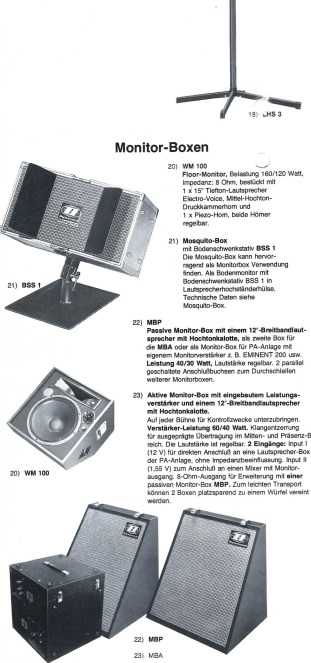 18) LHS 3
Monitor-Boxen
20) WM 100
Floor-Monitor, Belastung 160/120 Watt,
Impedanz: 8 Ohm, bestückt mit
1 x 15" Tiefton-Lautsprecher
Electro-Voice, Mittel-Hochton-
Druckkammerhorn und
1 x Piezo-Horn, beide Hörner
regelbar.
21) Mosquito-Box
mit Bodenschwenkstativ BSS 1
Die Mosquito-Box kann hervor-
ragend als Monitorbox Verwendung
finden. Als Bodenmonitor mit
Bodenschwenkstativ BSS 1 in
Lautsprecherhochständerhülse.
Technische Daten siehe
Mosquito-Box.
21) BSS 1
22) MBP
Passive Monitor-Box mit einem 12"-Breitbandlaut-
sprecher mit Hochtonkalotte, als zweite Box für
die MBA oder als Monitor-Box für PA-Anlage mit
eigenem Monitorverstärker z. B. EMINENT 200 usw.
Leistung 40/30 Watt, Lautstärke regelbar. 2 parallel
geschaltete Anschlußbuchsen zum Durchschleifen
weiterer Monitorboxen.
23) Aktive Monitor-Box mit eingebautem Leistungs-
verstärker und einem 12"-Breitbandlautsprecher
mit Hochtonkalotte.
Auf jeder Bühne für Kontrollzwecke unterzubringen.
Verstärker-Leistung 60/40 Watt. Klangentzerrung
für ausgeprägte Übertragung im Mitten- und Präsenz-B
reich. Die Lautstärke ist regelbar. 2 Eingänge: Input I
(12 V) für direkten Anschluß an eine Lautsprecher-Box
der PA-Anlage, ohne Impedanzbeeinflussung. Input II
(1,55 V) zum Anschluß an einen Mixer mit Monitor-
ausgang. 8-Ohm-Ausgang für Erweiterung mit einer
passiven Monitor-Box MBP. Zum leichten Transport
können 2 Boxen platzsparend zu einem Würfel vereint
werden.
20) WM 100
22) MBP
23) MBA